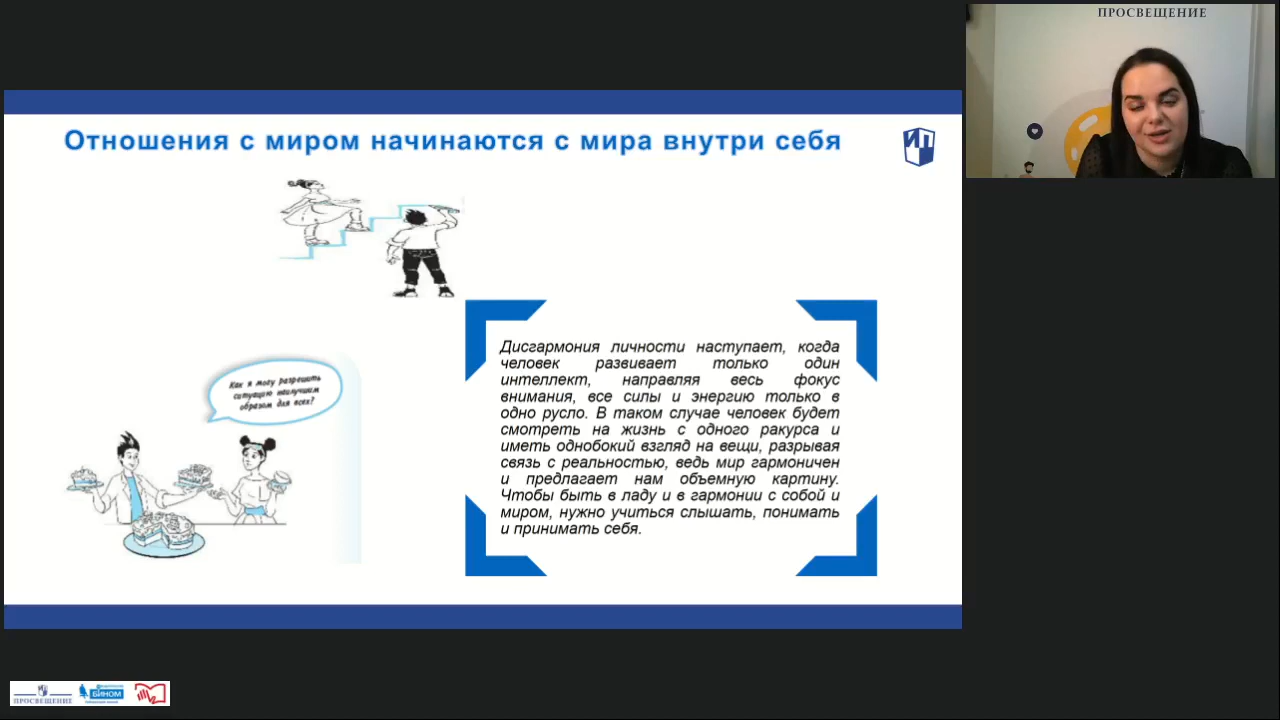 ПРОСВЕЩЕНИЕ
Отношения с миром начинаются с мира внутри себя
Как я могу разрешить
ситуацию наилучшим
образом для всех?
Дисгармония личности наступает, когда
человек развивает только один
интеллект, направляя весь фокус
внимания, все силы и энергию только в
одно русло. В таком случае человек будет
смотреть на жизнь с одного ракурса и
иметь однобокий взгляд на вещи, разрывая
связь с реальностью, ведь мир гармоничен
и предлагает нам объемную картину.
Чтобы быть в ладу и в гармонии с собой и
миром, нужно учиться слышать, понимать
и принимать себя.
ПРОСВЕЩЕНИЕ
БИНОМ